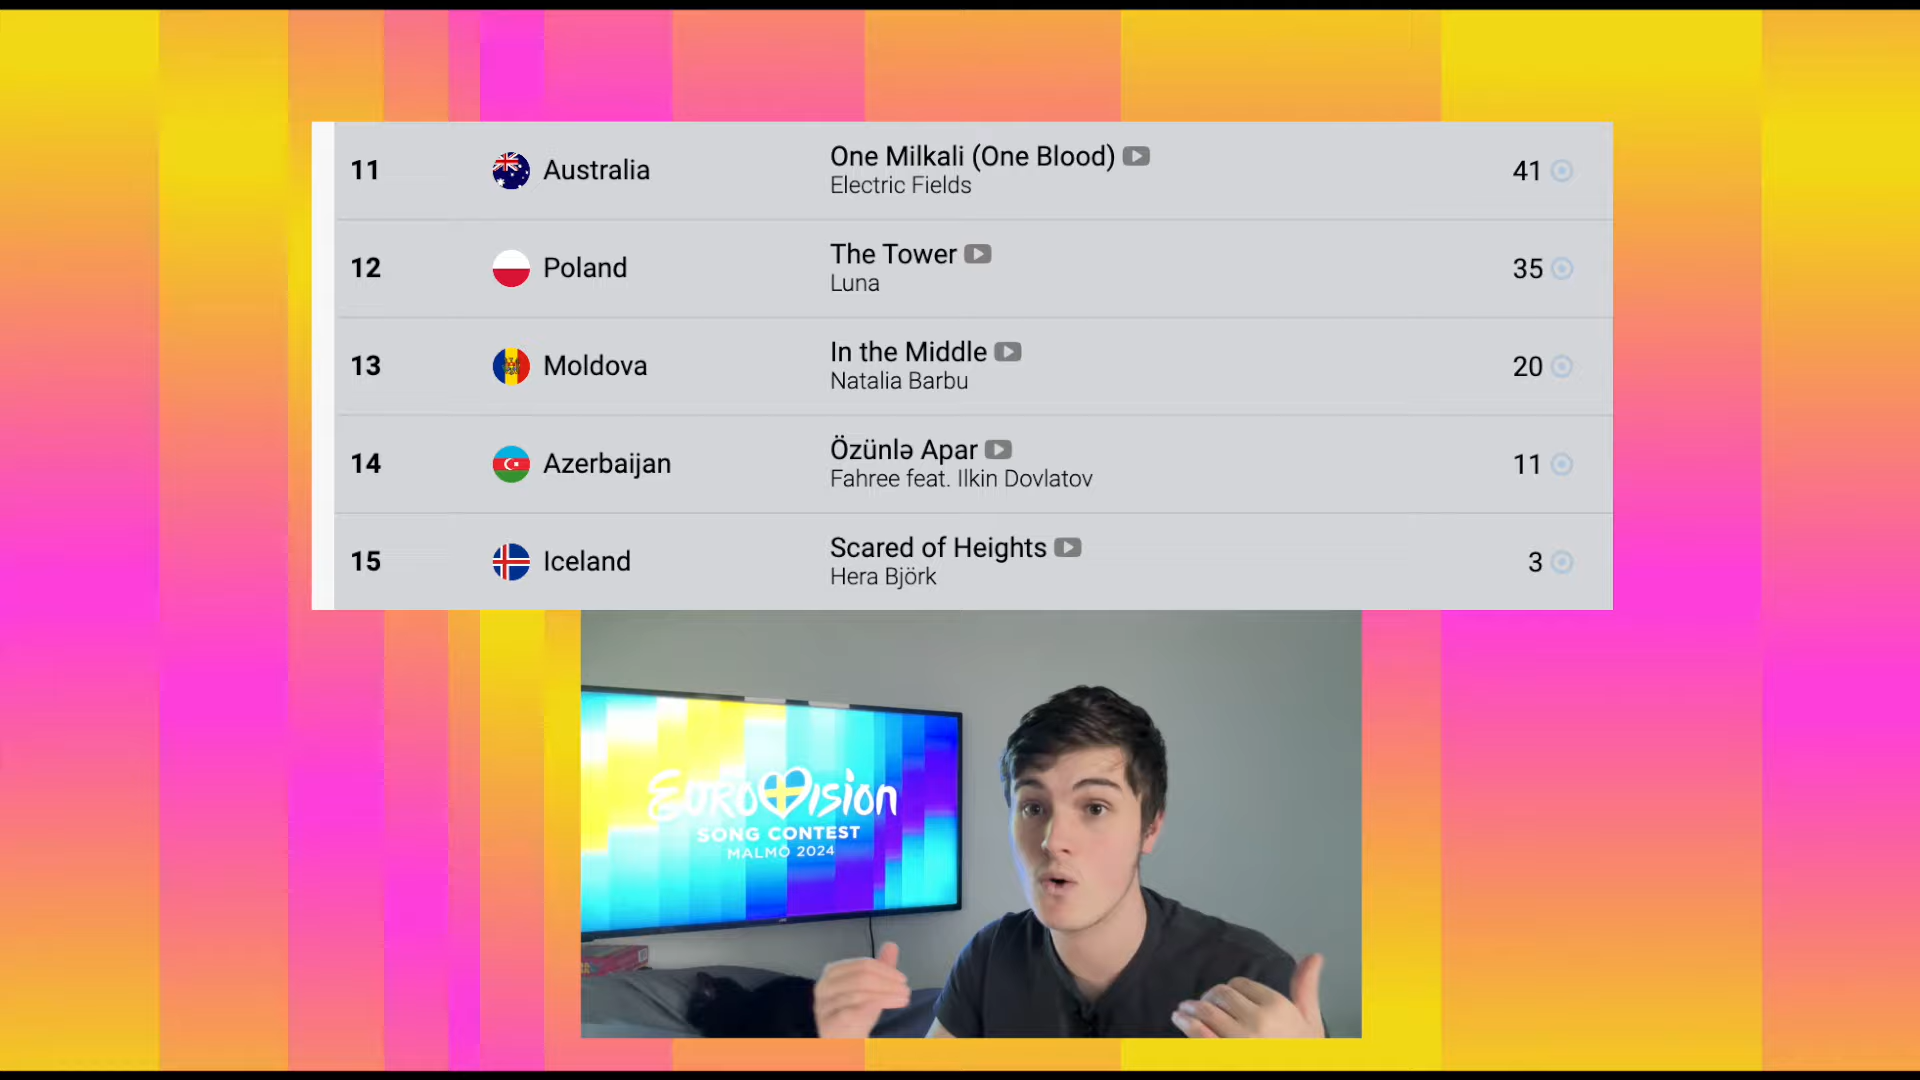 11 Australia One Milkali (One Blood) 41
Electric Fields
12 Poland The Tower 35
Luna
13 Moldova In the Middle 20
Natalia Barbu
14 Azerbaijan Özünlə Apar 11
Fahree feat. Ilkin Dovlatov
15 Iceland Scared of Heights 3
Hera Björk
EUROVISION
SONG CONTEST
MALMÖ 2024